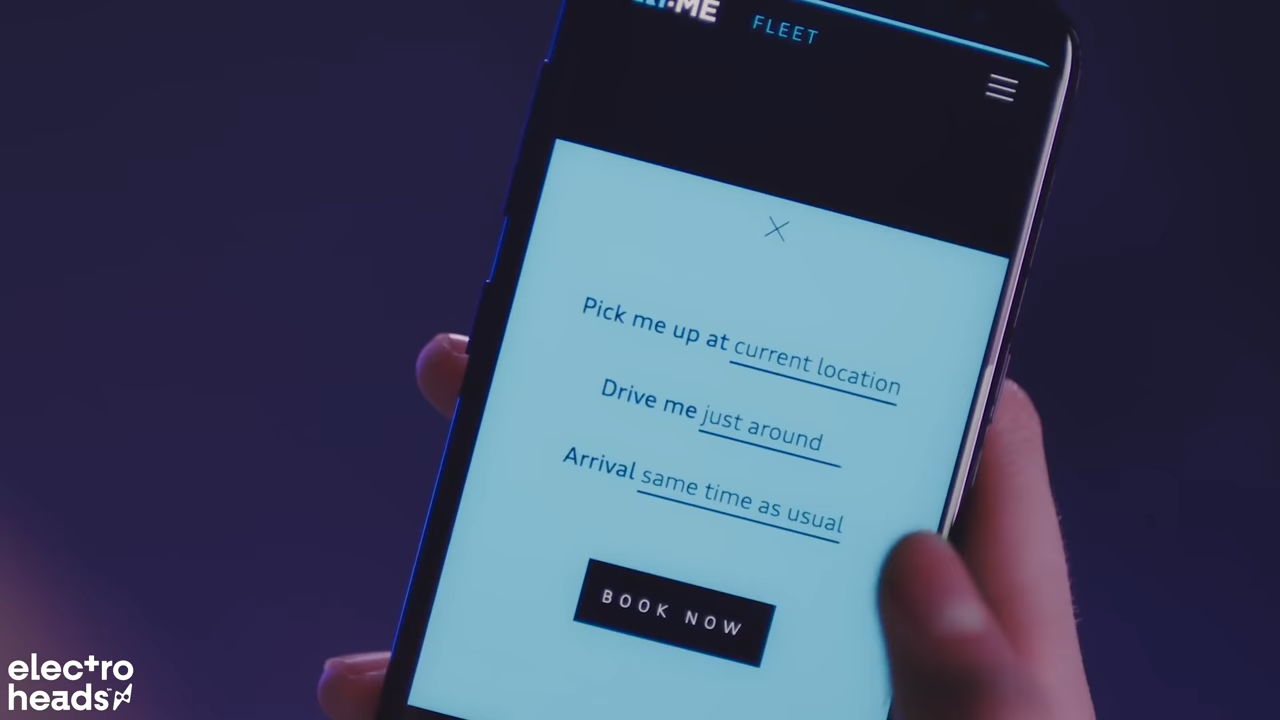 FLEET
Pick me up at current location
Drive me just around
Arrival same time as usual
BOOK NOW
electro
heads